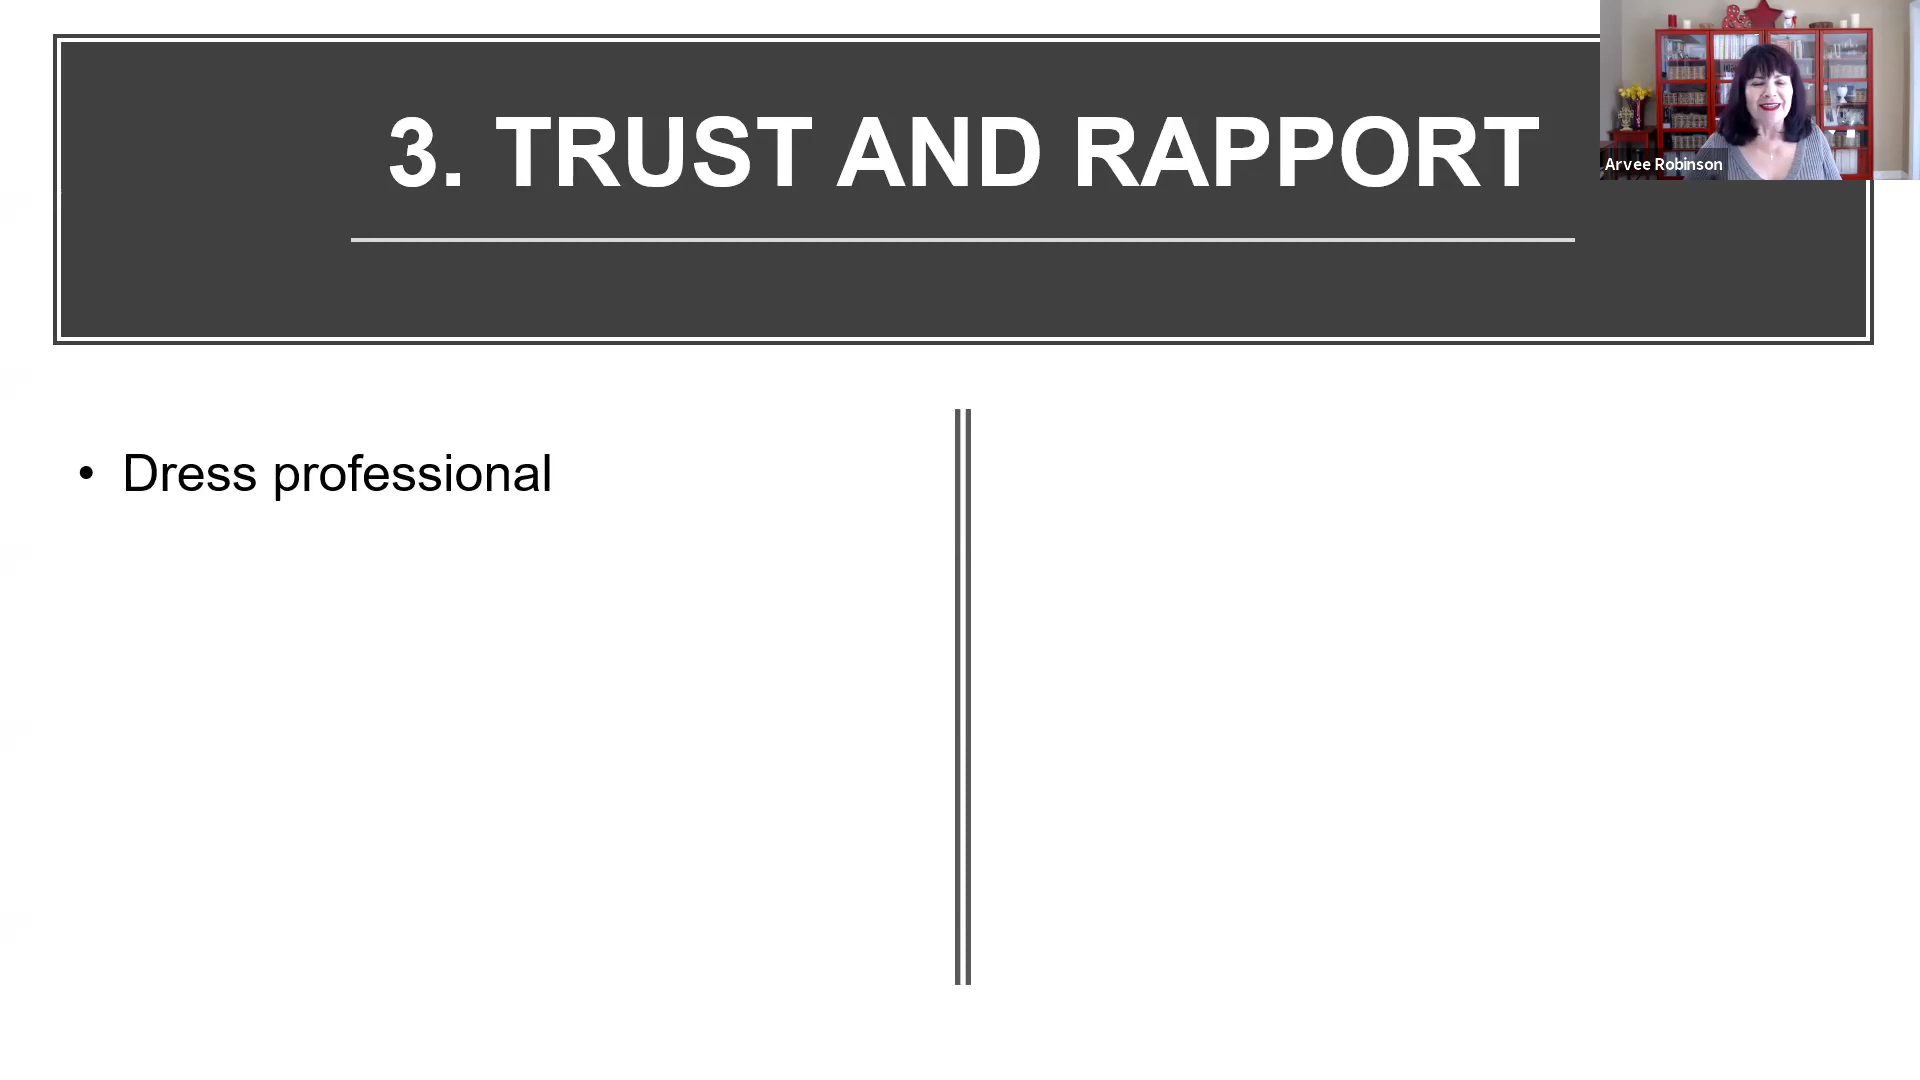 3. TRUST AND RAPPORT
Arvee Robinson
• Dress professional